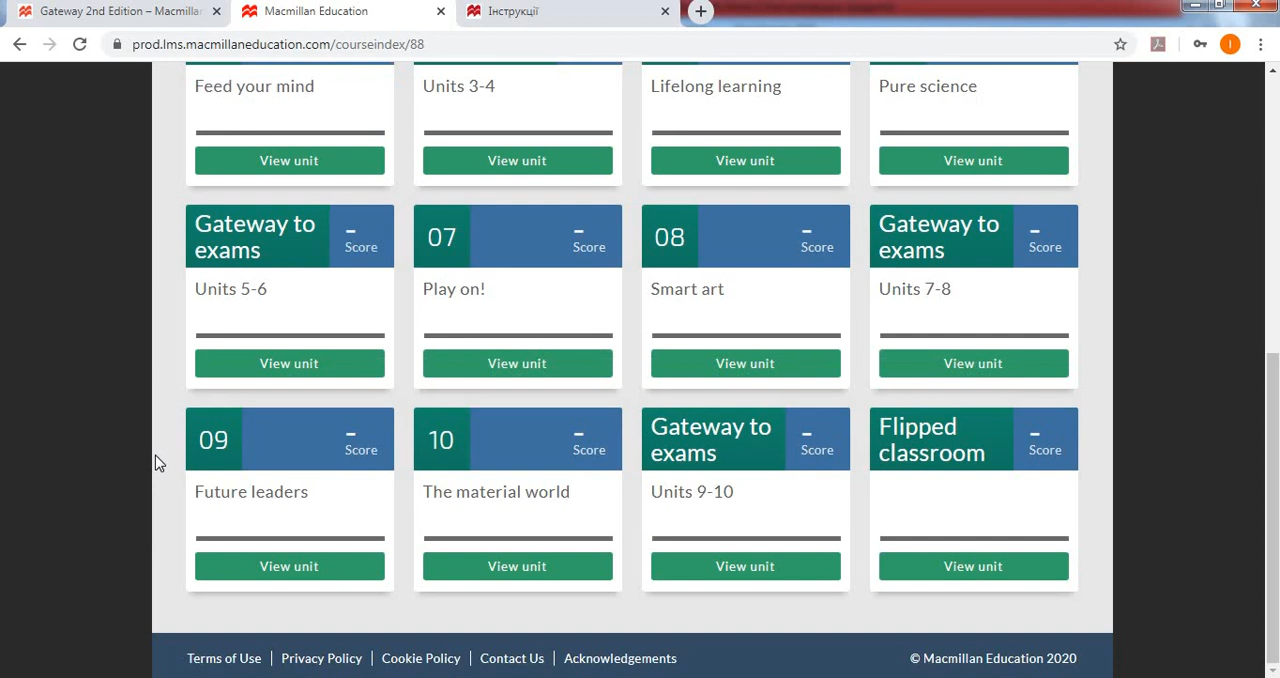 Gateway 2nd Edition – Macmillan
Macmillan Education
Інструкції
prod.lms.macmillaneducation.com/courseindex/88
Feed your mind
Units 3-4
Lifelong learning
Pure science
View unit
View unit
View unit
View unit
Gateway to
exams
-
Score
07
-
Score
08
-
Score
Gateway to
exams
-
Score
Units 5-6
Play on!
Smart art
Units 7-8
View unit
View unit
View unit
View unit
09
-
Score
10
-
Score
Gateway to
exams
-
Score
Flipped
classroom
-
Score
Future leaders
The material world
Units 9-10
View unit
View unit
View unit
View unit
Terms of Use
Privacy Policy
Cookie Policy
Contact Us
Acknowledgements
© Macmillan Education 2020